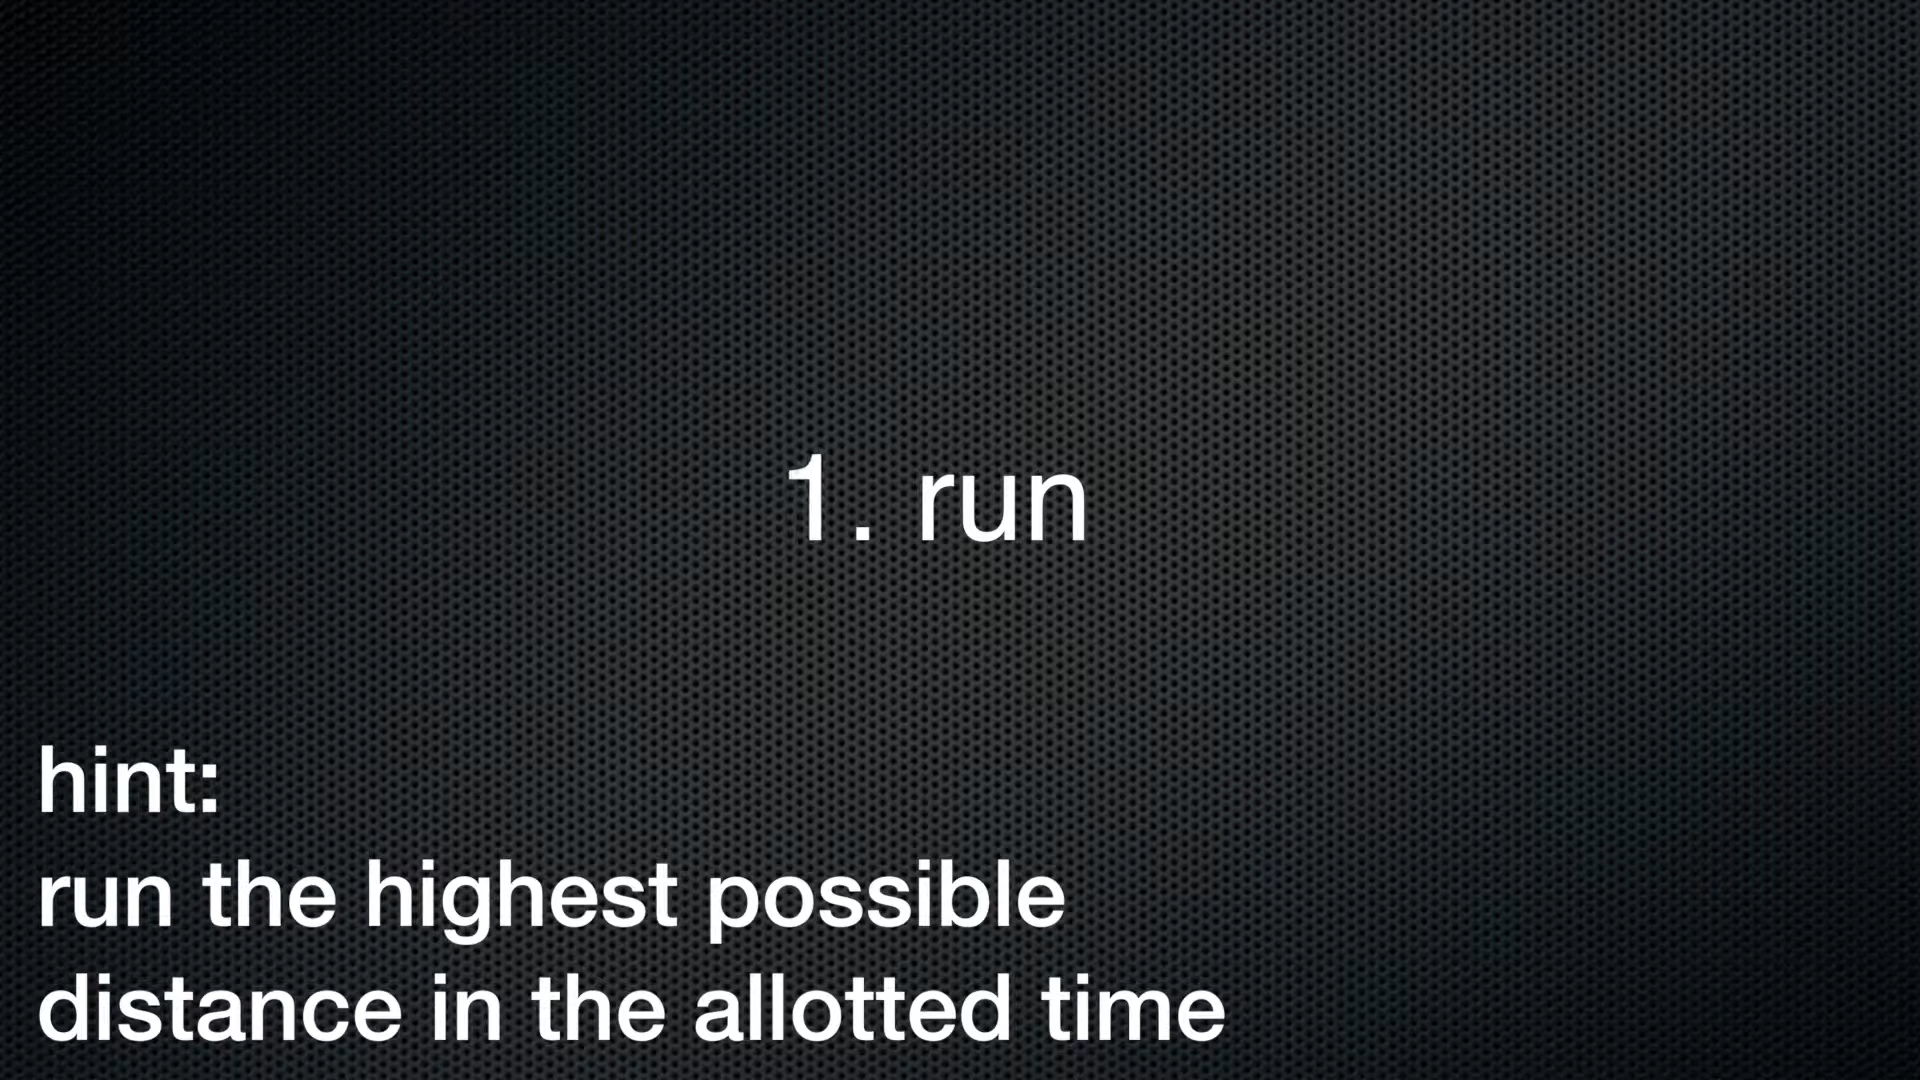 1. run
hint:
run the highest possible
distance in the allotted time